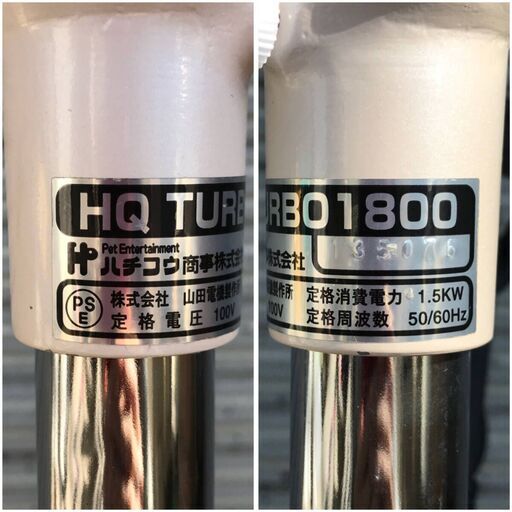 HQ TURB
Pet Entertainment
HP ハチコウ商事株式会
PS E 株式会社 山田電機製作所
定格電圧 100V
URBO1800
株式会社
製作所 定格消費電力 1.5KW
100V 定格周波数 50/60Hz